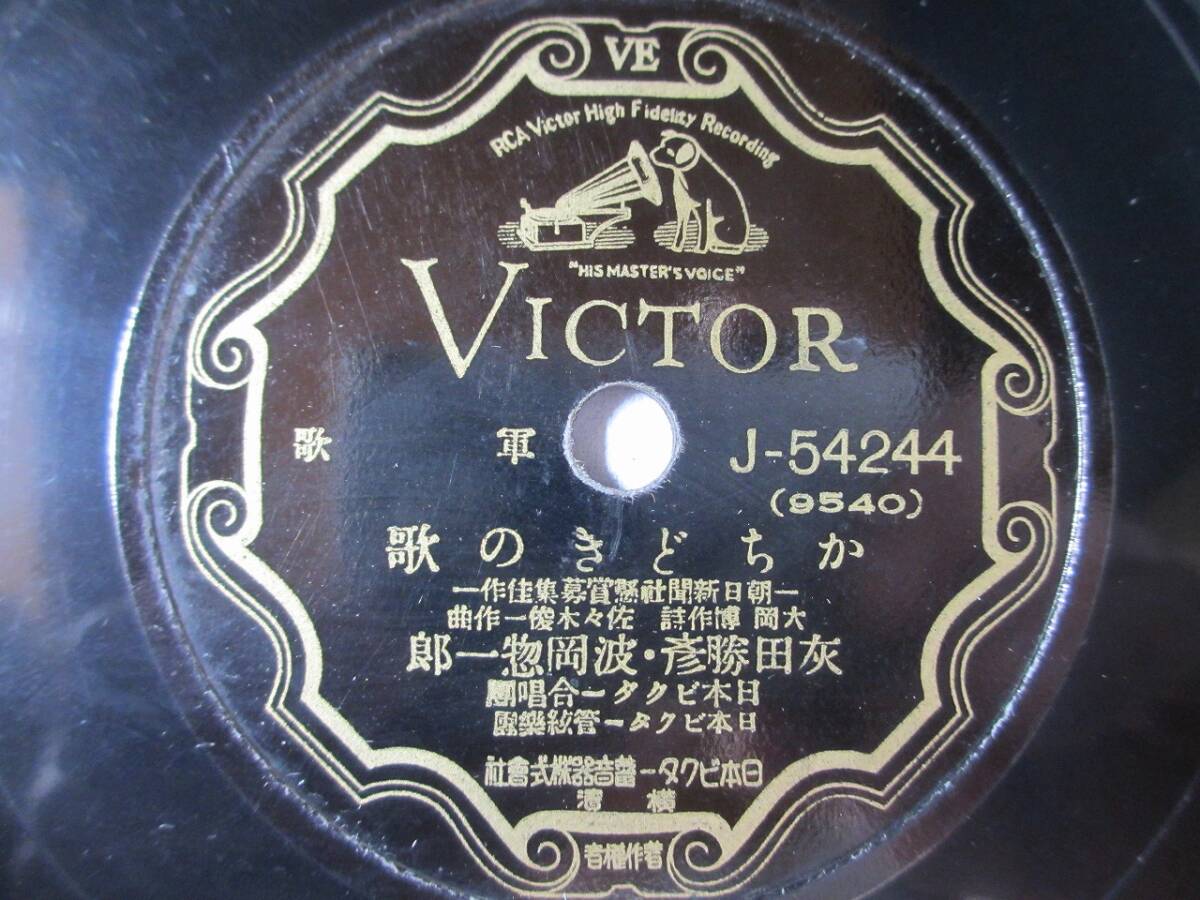 VE
RCA Victor High Fidelity Recording
"HIS MASTER'S VOICE"
VICTOR
軍歌
J-54244
(9540)
かちどきの歌
—朝日新聞社懸賞募集佳作—
大岡 博作詩 佐々木俊一作曲
灰田勝彥・波岡惣一郎
日本ビクター合唱團
日本ビクター管絃樂團
日本ビクター蓄音器株式會社
横濱
著作權者